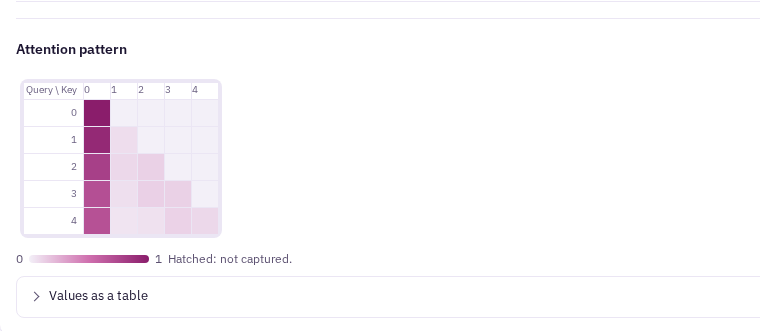 Attention pattern
Query \ Key 0 1 2 3 4
0
1
2
3
4
0 1 Hatched: not captured.
Values as a table